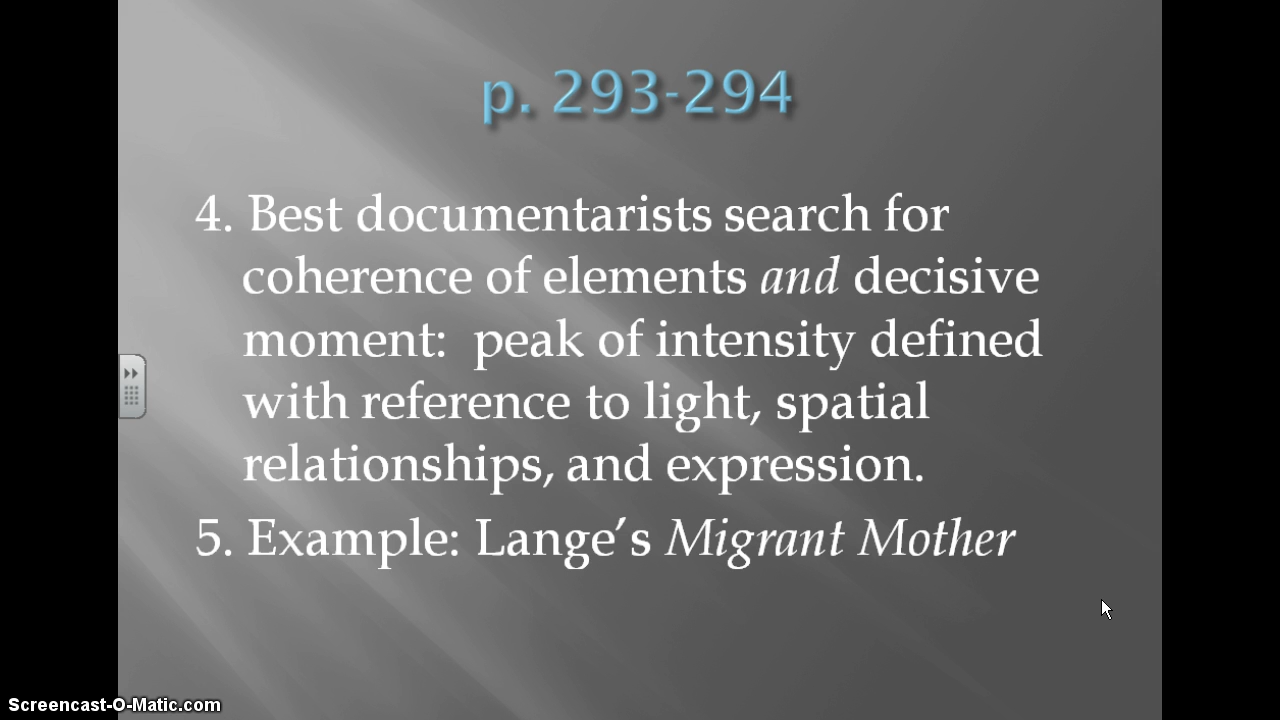 p. 293-294
4. Best documentarists search for
coherence of elements and decisive
moment:  peak of intensity defined
with reference to light, spatial
relationships, and expression.
5. Example: Lange’s Migrant Mother
Screencast-O-Matic.com